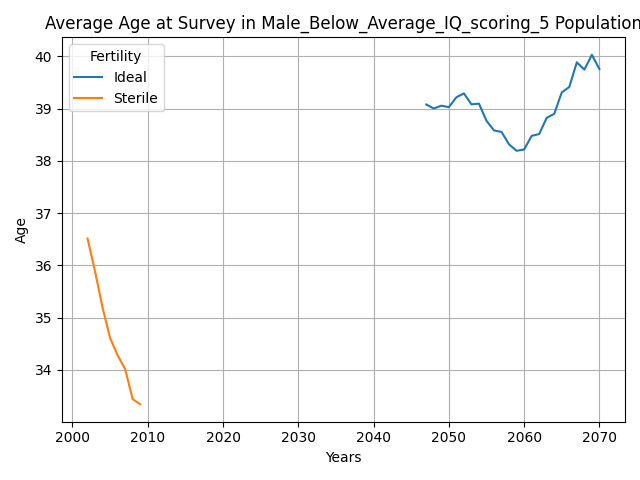 Average Age at Survey in Male_Below_Average_IQ_scoring_5 Population
Fertility
Ideal
Sterile
40
39
38
37
36
35
34
Age
2000 2010 2020 2030 2040 2050 2060 2070
Years